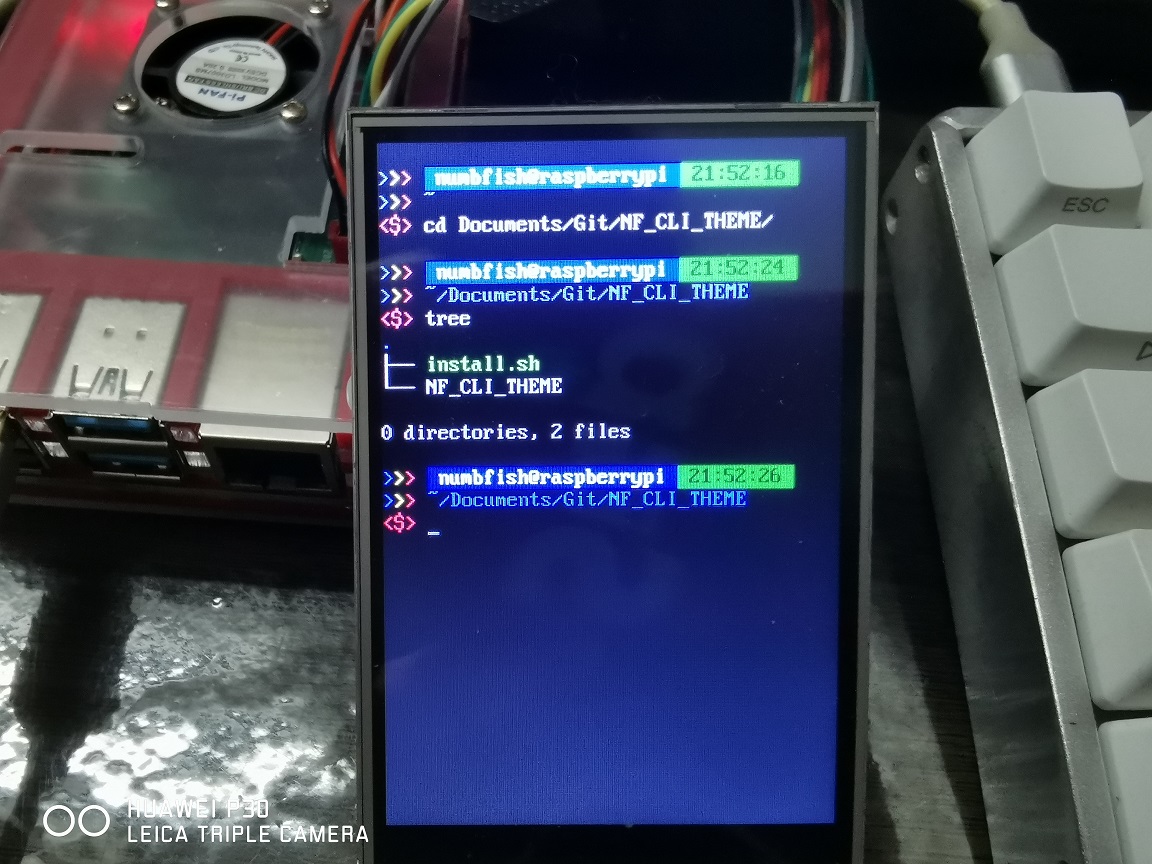 >>> numbfish@raspberrypi 21:52:16
>>> ~
<$> cd Documents/Git/NF_CLI_THEME/
>>> numbfish@raspberrypi 21:52:24
>>> ~/Documents/Git/NF_CLI_THEME
<$> tree
.
├── install.sh
└── NF_CLI_THEME
0 directories, 2 files
>>> numbfish@raspberrypi 21:52:26
>>> ~/Documents/Git/NF_CLI_THEME
<$> _
Pi-FAN
ESC
HUAWEI P30
LEICA TRIPLE CAMERA